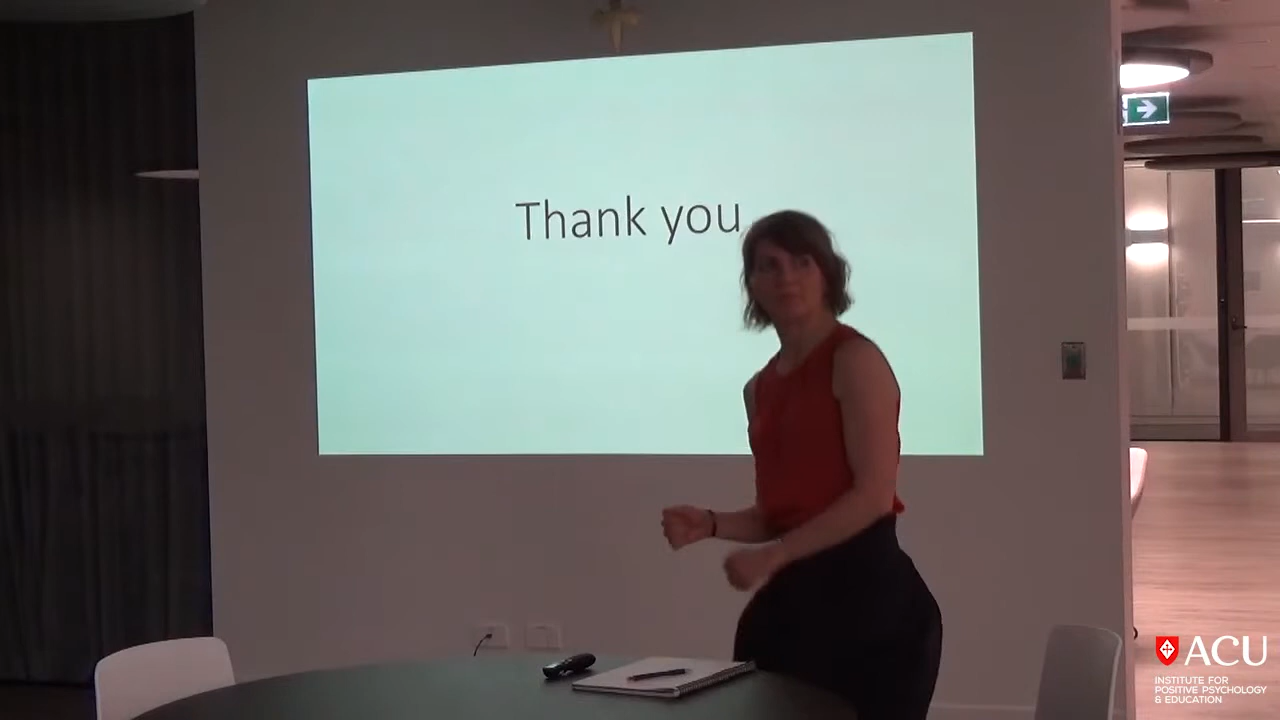 Thank you
ACU
INSTITUTE FOR
POSITIVE PSYCHOLOGY
& EDUCATION